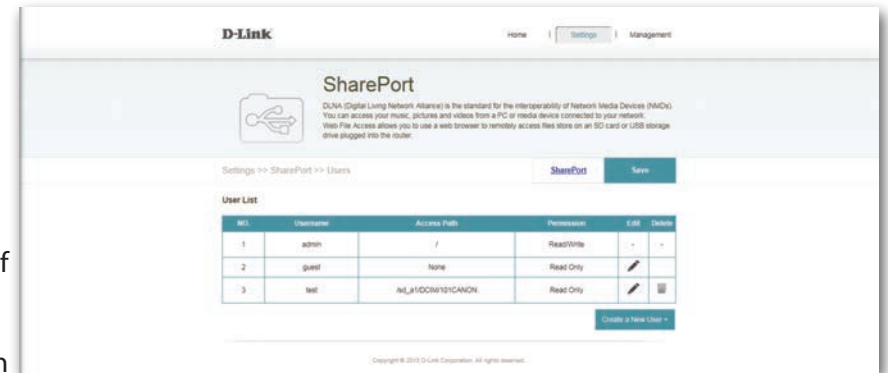 D-Link
Home | Settings | Management
SharePort
DLNA (Digital Living Network Alliance) is the standard for the interoperability of Network Media Devices (NMDs).
You can access your music, pictures and videos from a PC or media device connected to your network.
Web File Access allows you to use a web browser to remotely access files store on an SD card or USB storage
drive plugged into the router.
Settings >> SharePort >> Users
SharePort
Save
User List
NO. Username Access Path Permission Edit Delete
1 admin / Read/Write - -
2 guest None Read Only
3 test /sd_a1/DCIM/101CANON. Read Only
f
Create a New User +
n
Copyright © 2013 D-Link Corporation. All rights reserved.